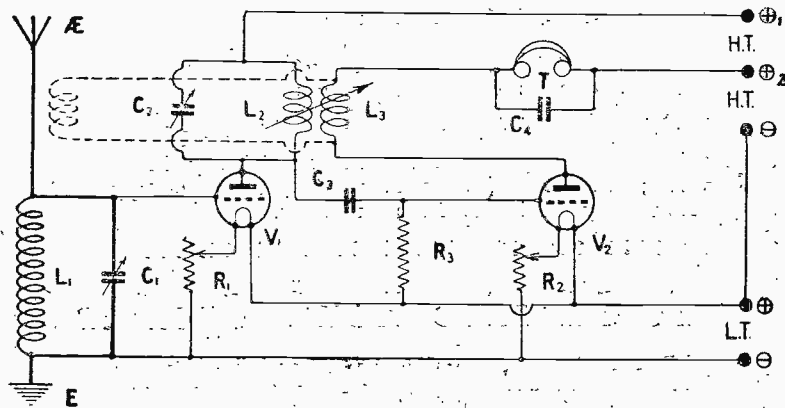 Æ
⊕1
H.T.
⊕2
H.T.
⊖
C2
L2
L3
T
C4
C3
V1
V2
L1
C1
R1
R3
R2
⊕
L.T.
⊖
E